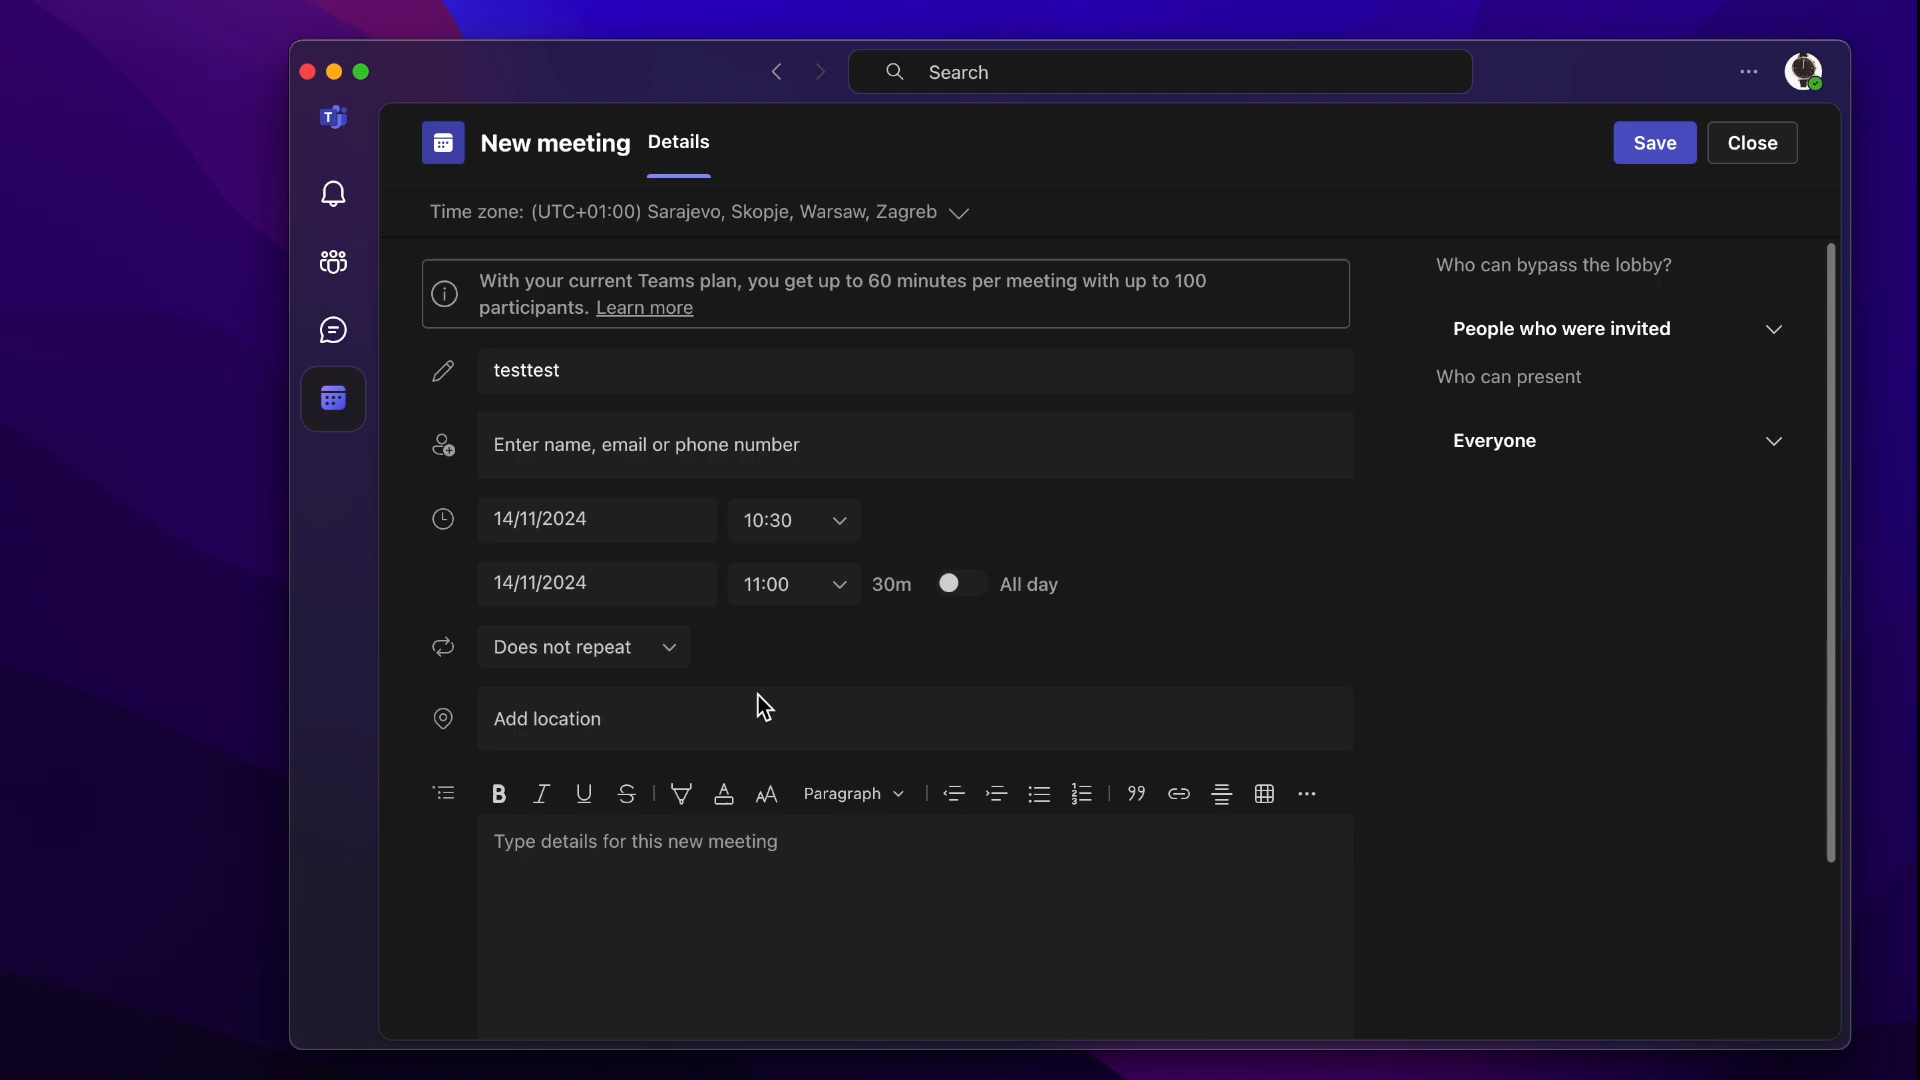 Search
T
New meeting Details
Save Close
Time zone: (UTC+01:00) Sarajevo, Skopje, Warsaw, Zagreb
With your current Teams plan, you get up to 60 minutes per meeting with up to 100
participants. Learn more
Who can bypass the lobby?
People who were invited
Who can present
Everyone
testtest
Enter name, email or phone number
14/11/2024 10:30
14/11/2024 11:00 30m All day
Does not repeat
Add location
B I U S A AA Paragraph
Type details for this new meeting